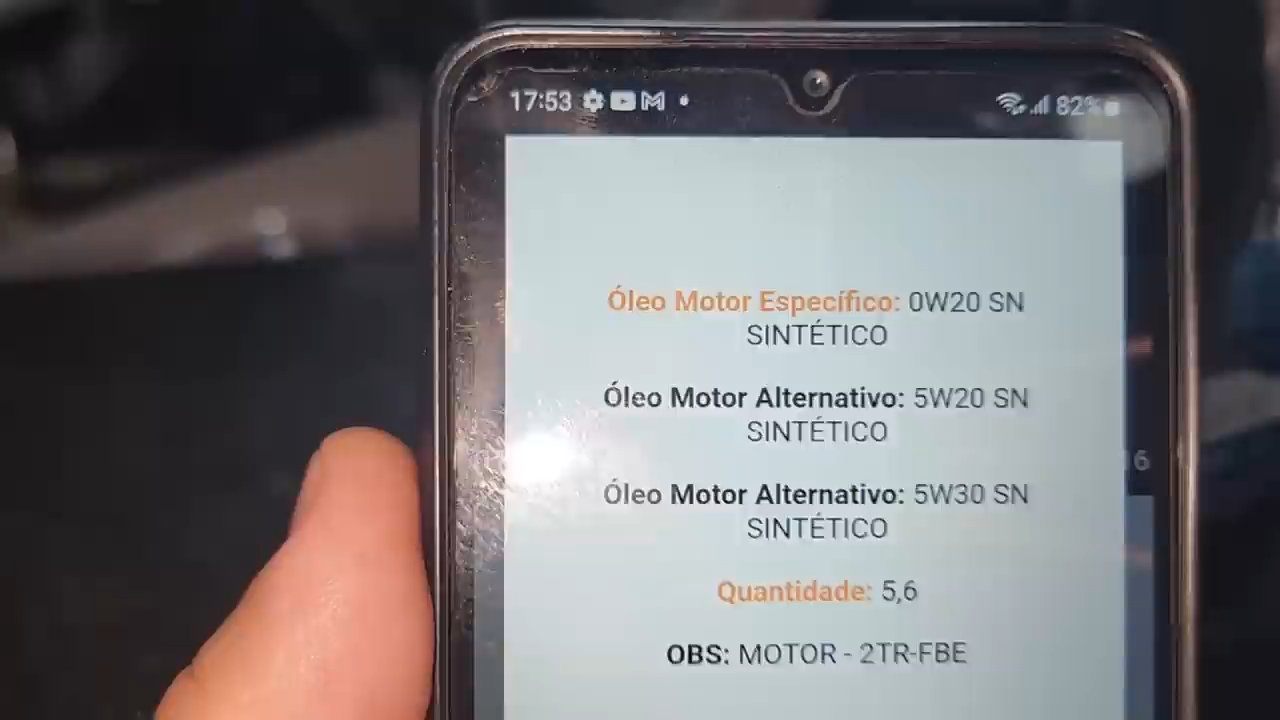 17:53
82%
Óleo Motor Específico: 0W20 SN
SINTÉTICO
Óleo Motor Alternativo: 5W20 SN
SINTÉTICO
Óleo Motor Alternativo: 5W30 SN
SINTÉTICO
Quantidade: 5,6
OBS: MOTOR - 2TR-FBE